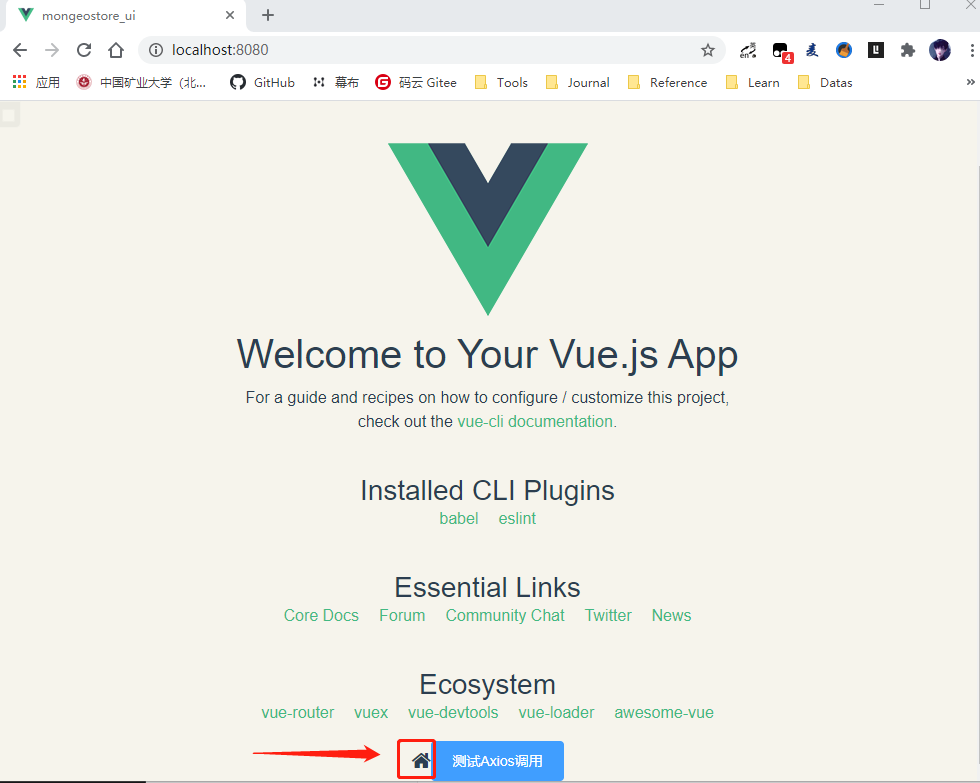 mongeostore_ui
localhost:8080
4
应用 中国矿业大学（北... GitHub 幕布 码云 Gitee Tools Journal Reference Learn Datas »
Welcome to Your Vue.js App
For a guide and recipes on how to configure / customize this project,
check out the vue-cli documentation.
Installed CLI Plugins
babel eslint
Essential Links
Core Docs Forum Community Chat Twitter News
Ecosystem
vue-router vuex vue-devtools vue-loader awesome-vue
测试Axios调用